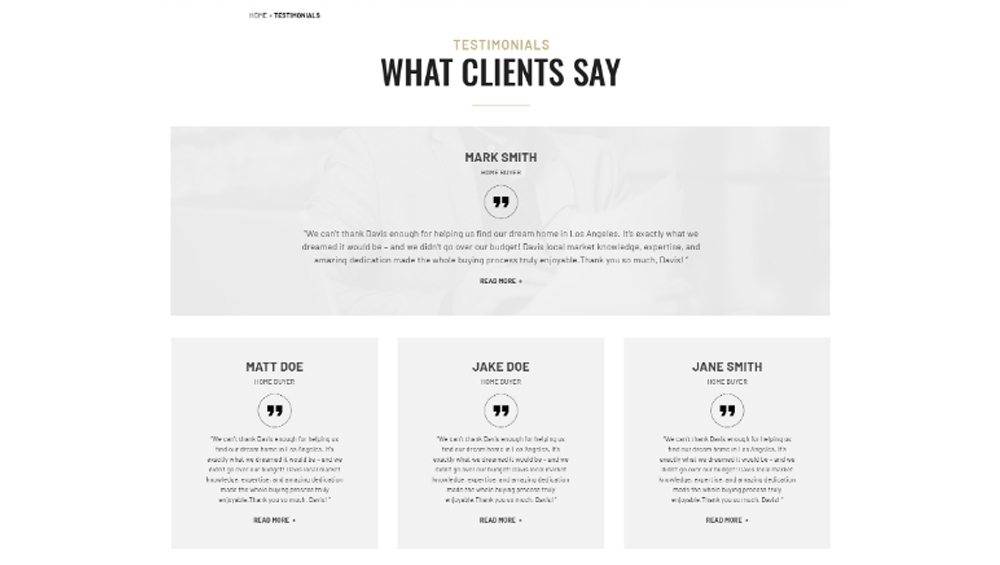 HOME » TESTIMONIALS
TESTIMONIALS
WHAT CLIENTS SAY
MARK SMITH
HOME BUYER
"We can't thank Davis enough for helping us find our dream home in Los Angeles. It's exactly what we
dreamed it would be – and we didn't go over our budget! Davis local market knowledge, expertise, and
amazing dedication made the whole buying process truly enjoyable.Thank you so much, Davis! "
READ MORE +
MATT DOE
HOME BUYER
"We can't thank Davis enough for helping us
find our dream home in Los Angeles. It's
exactly what we dreamed it would be – and we
didn't go over our budget! Davis local market
knowledge, expertise, and amazing dedication
made the whole buying process truly
enjoyable.Thank you so much, Davis! "
READ MORE +
JAKE DOE
HOME BUYER
"We can't thank Davis enough for helping us
find our dream home in Los Angeles. It's
exactly what we dreamed it would be – and we
didn't go over our budget! Davis local market
knowledge, expertise, and amazing dedication
made the whole buying process truly
enjoyable.Thank you so much, Davis! "
READ MORE +
JANE SMITH
HOME BUYER
"We can't thank Davis enough for helping us
find our dream home in Los Angeles. It's
exactly what we dreamed it would be – and we
didn't go over our budget! Davis local market
knowledge, expertise, and amazing dedication
made the whole buying process truly
enjoyable.Thank you so much, Davis! "
READ MORE +